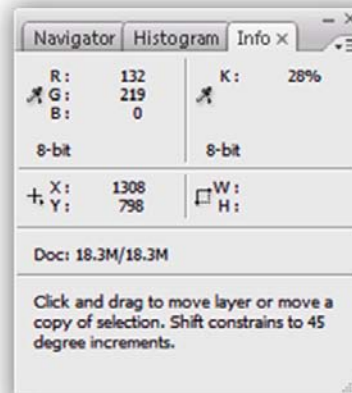 Navigator Histogram Info ×
R: 132 K: 28%
G: 219
B: 0
8-bit 8-bit
X: 1308 W:
Y: 798 H:
Doc: 18.3M/18.3M
Click and drag to move layer or move a
copy of selection. Shift constrains to 45
degree increments.